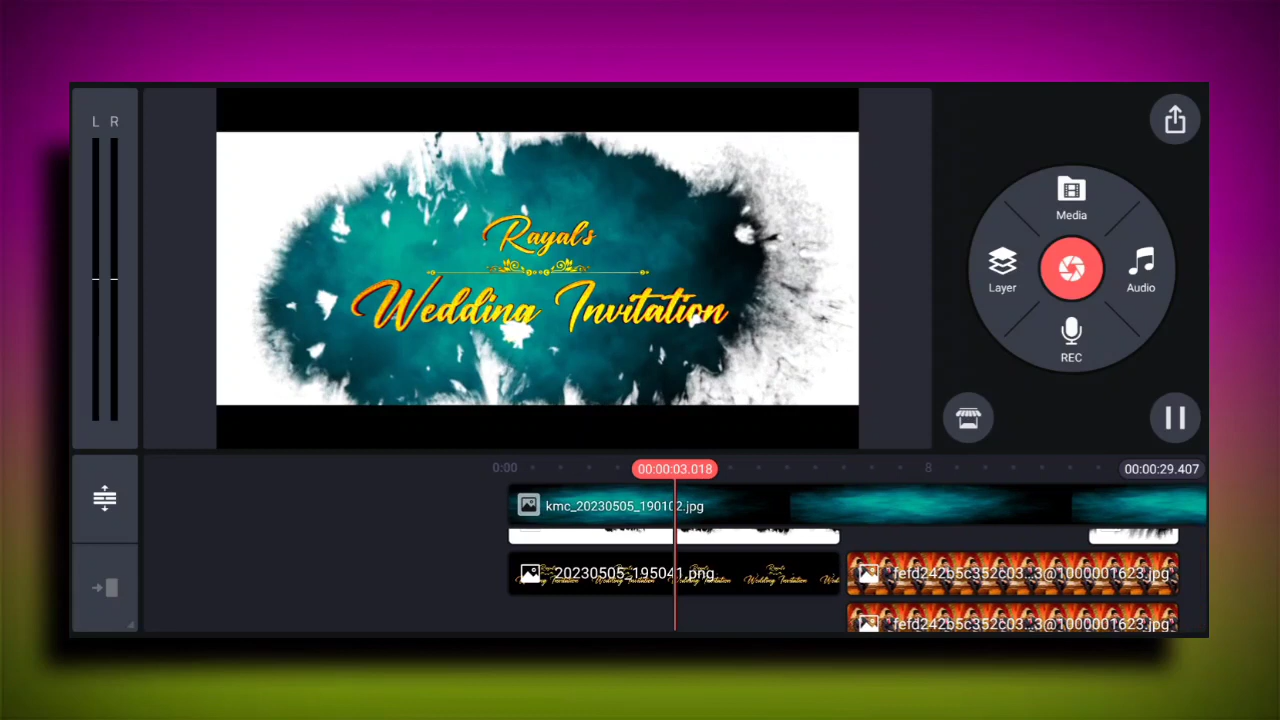 L R
Rayal's
Wedding Invitation
Media
Layer
Audio
REC
0:00
00:00:03.018
8
00:00:29.407
kmc_20230505_190102.jpg
20230505_195041.png
fefd242b5c352c03...3@1000001623.jpg
fefd242b5c352c03...3@1000001623.jpg